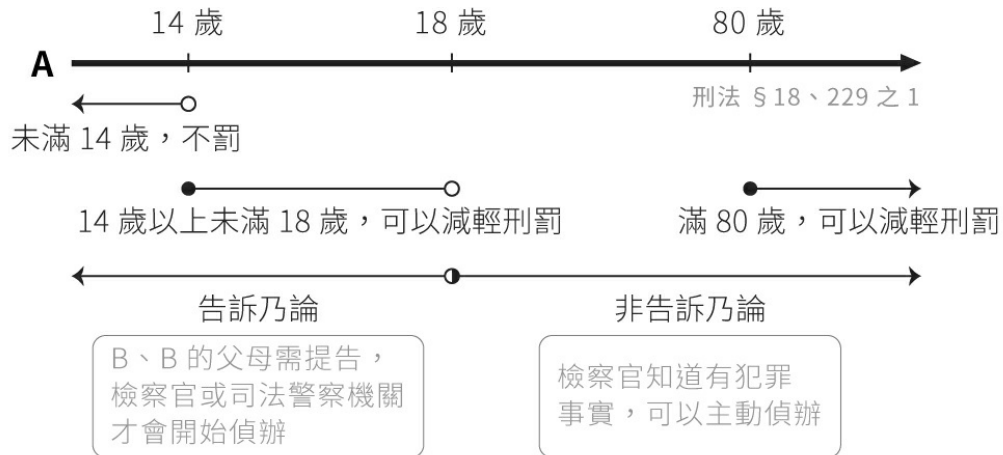 14 歲
18 歲
80 歲
A
刑法 §18、229 之 1
未滿 14 歲，不罰
14 歲以上未滿 18 歲，可以減輕刑罰
滿 80 歲，可以減輕刑罰
告訴乃論
非告訴乃論
B、B 的父母需提告，
檢察官或司法警察機關
才會開始偵辦
檢察官知道有犯罪
事實，可以主動偵辦